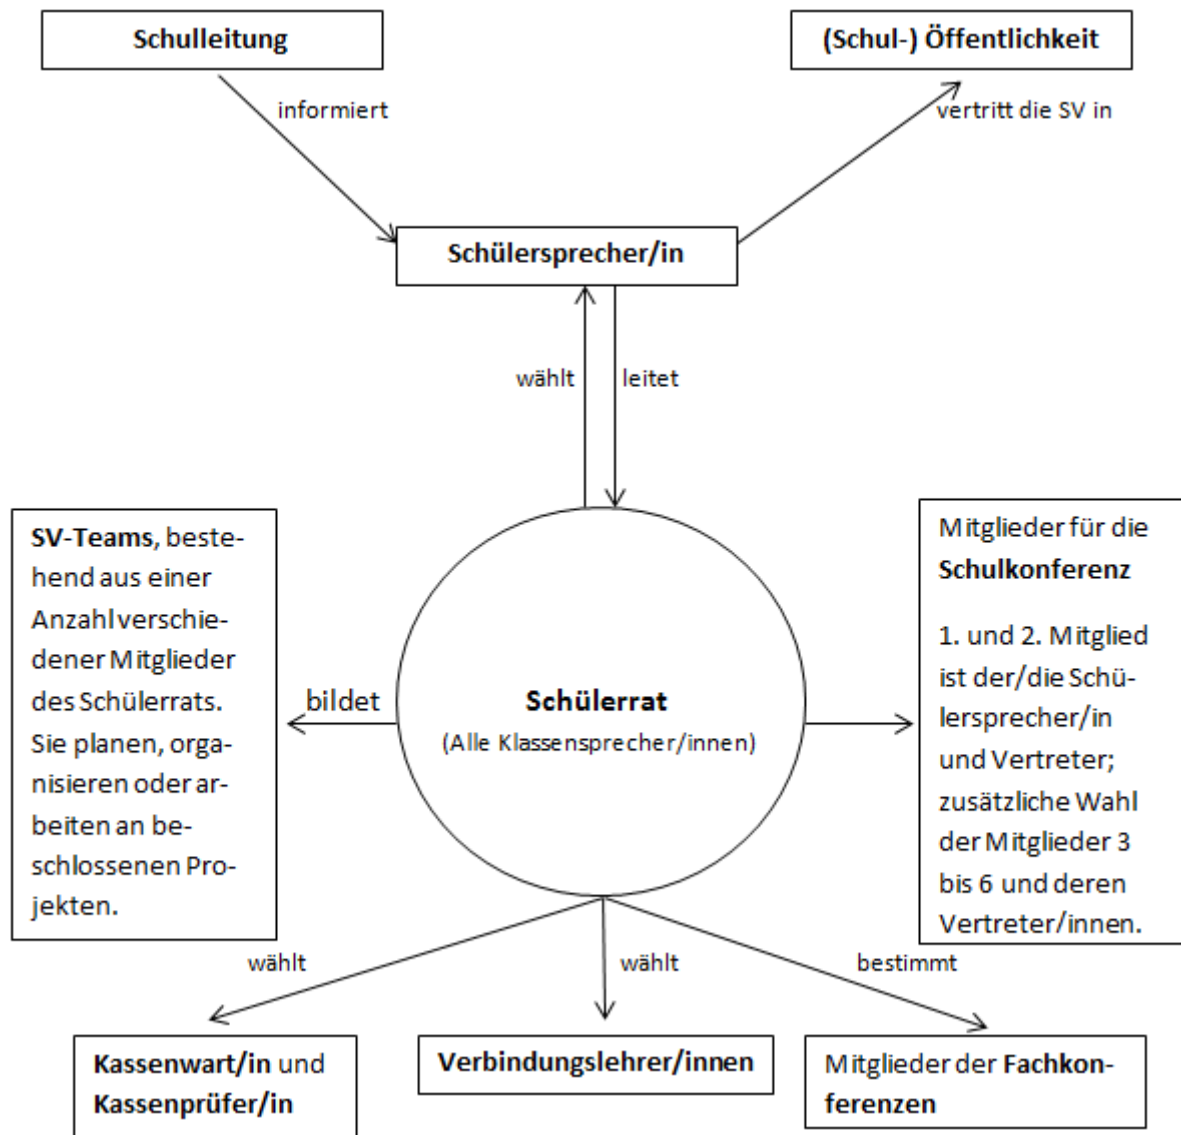 Schulleitung
(Schul-) Öffentlichkeit
informiert
vertritt die SV in
Schülersprecher/in
wählt
leitet
SV-Teams, beste-
hend aus einer
Anzahl verschie-
dener Mitglieder
des Schülerrats.
Sie planen, orga-
nisieren oder ar-
beiten an be-
schlossenen Pro-
jekten.
bildet
Schülerrat
(Alle Klassensprecher/innen)
Mitglieder für die
Schulkonferenz
1. und 2. Mitglied
ist der/die Schü-
lersprecher/in
und Vertreter;
zusätzliche Wahl
der Mitglieder 3
bis 6 und deren
Vertreter/innen.
wählt
wählt
bestimmt
Kassenwart/in und
Kassenprüfer/in
Verbindungslehrer/innen
Mitglieder der Fachkon-
ferenzen